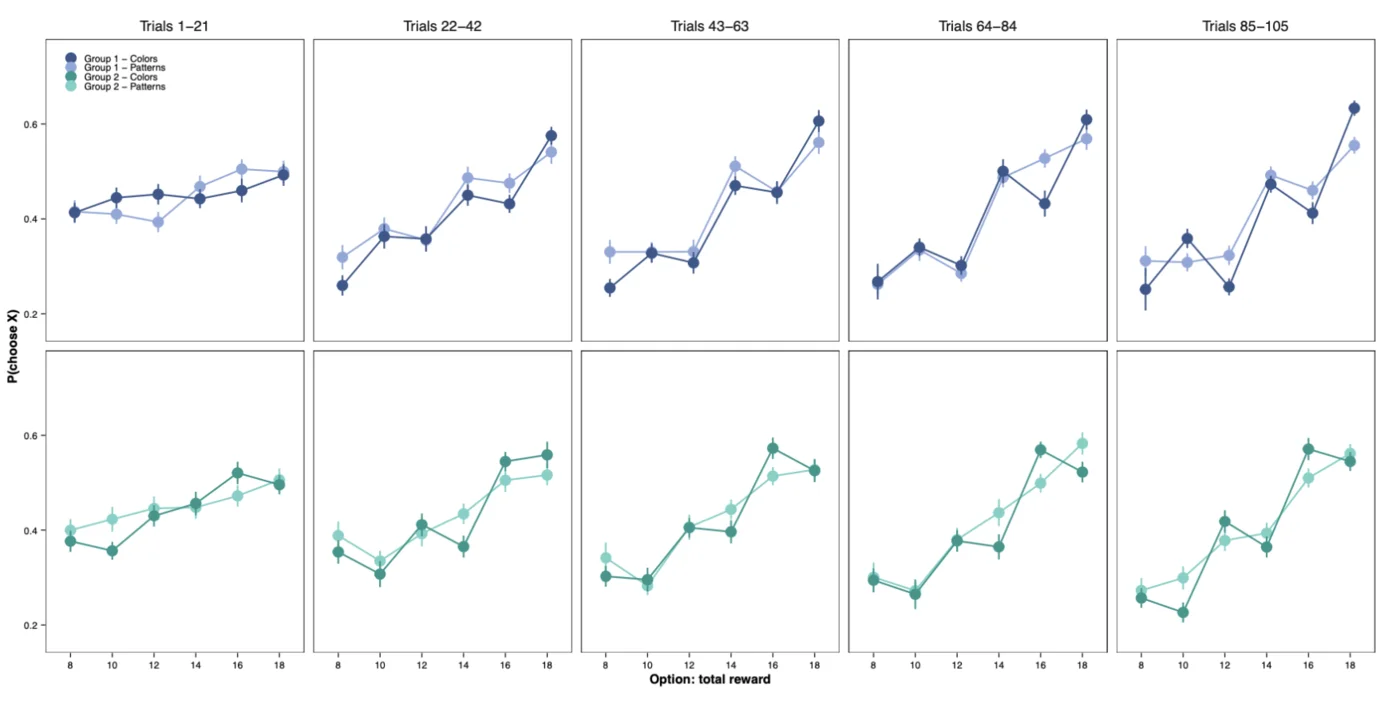 Trials 1–21 Trials 22–42 Trials 43–63 Trials 64–84 Trials 85–105
Group 1 – Colors
Group 1 – Patterns
Group 2 – Colors
Group 2 – Patterns
0.6
0.4
0.2
P(choose X)
0.6
0.4
0.2
8 10 12 14 16 18 8 10 12 14 16 18 8 10 12 14 16 18 8 10 12 14 16 18 8 10 12 14 16 18
Option: total reward